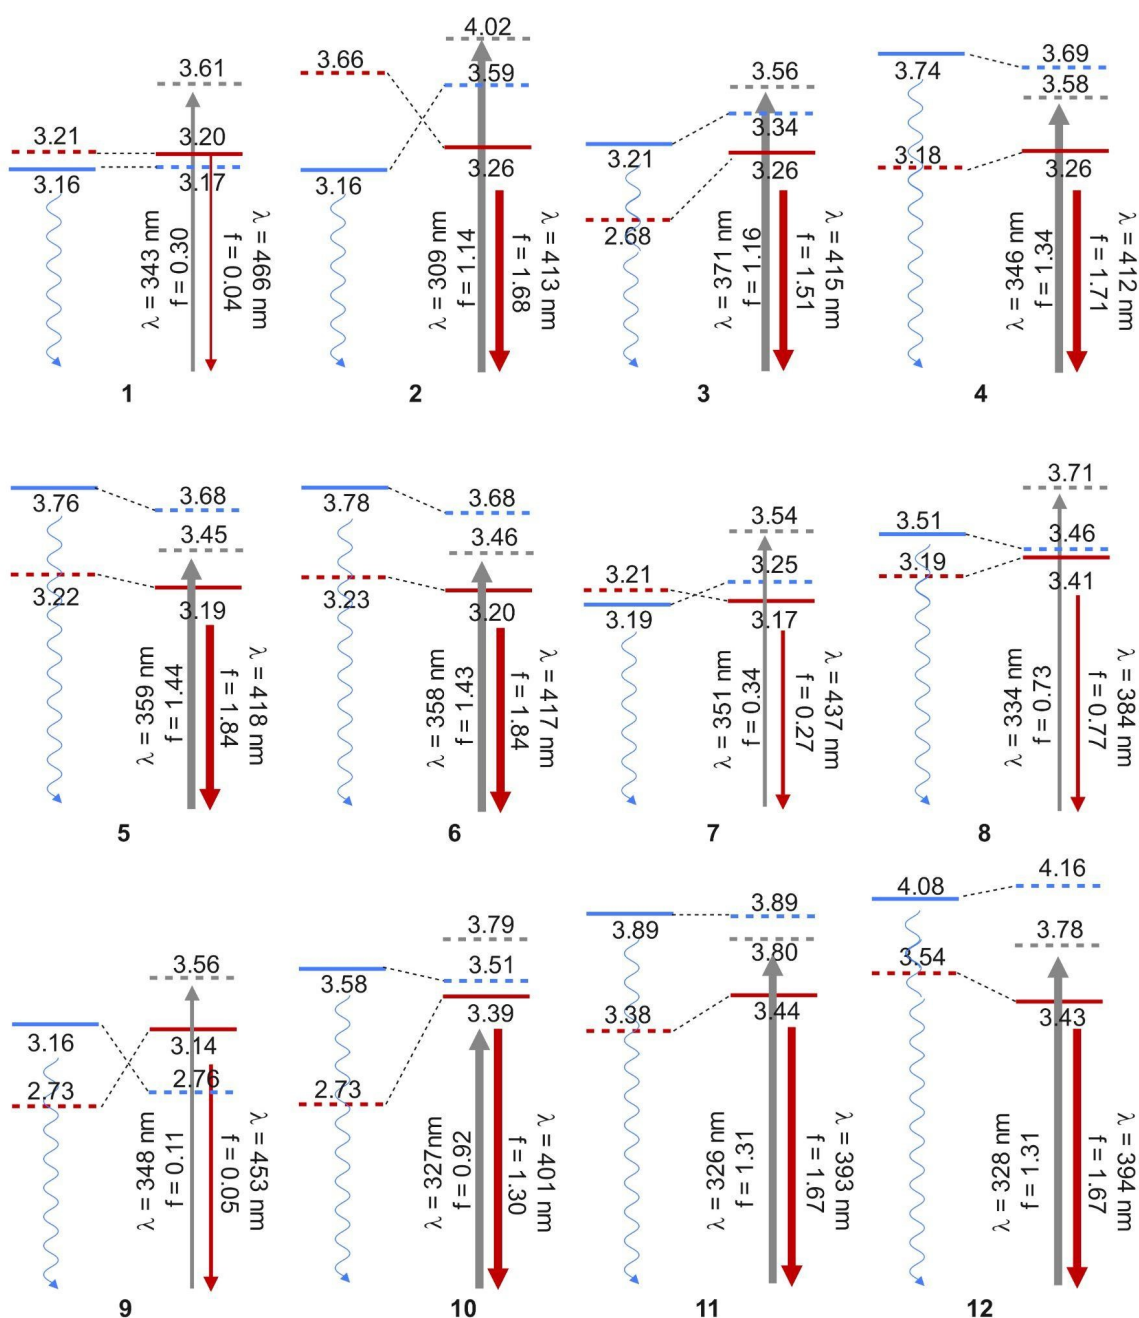 3.21
3.16
3.61
3.20
3.17
λ = 343 nm
f = 0.30
f = 0.04
λ = 466 nm
1
3.66
3.16
4.02
3.59
3.26
λ = 309 nm
f = 1.14
f = 1.68
λ = 413 nm
2
3.21
2.68
3.56
3.34
3.26
λ = 371 nm
f = 1.16
f = 1.51
λ = 415 nm
3
3.74
3.18
3.69
3.58
3.26
λ = 346 nm
f = 1.34
f = 1.71
λ = 412 nm
4
3.76
3.22
3.68
3.45
3.19
λ = 359 nm
f = 1.44
f = 1.84
λ = 418 nm
5
3.78
3.23
3.68
3.46
3.20
λ = 358 nm
f = 1.43
f = 1.84
λ = 417 nm
6
3.21
3.19
3.54
3.25
3.17
λ = 351 nm
f = 0.34
f = 0.27
λ = 437 nm
7
3.51
3.19
3.71
3.46
3.41
λ = 334 nm
f = 0.73
f = 0.77
λ = 384 nm
8
3.16
2.73
3.56
3.14
2.76
λ = 348 nm
f = 0.11
f = 0.05
λ = 453 nm
9
3.58
2.73
3.79
3.51
3.39
λ = 327nm
f = 0.92
f = 1.30
λ = 401 nm
10
3.89
3.38
3.89
3.80
3.44
λ = 326 nm
f = 1.31
f = 1.67
λ = 393 nm
11
4.08
3.54
4.16
3.78
3.43
λ = 328 nm
f = 1.31
f = 1.67
λ = 394 nm
12